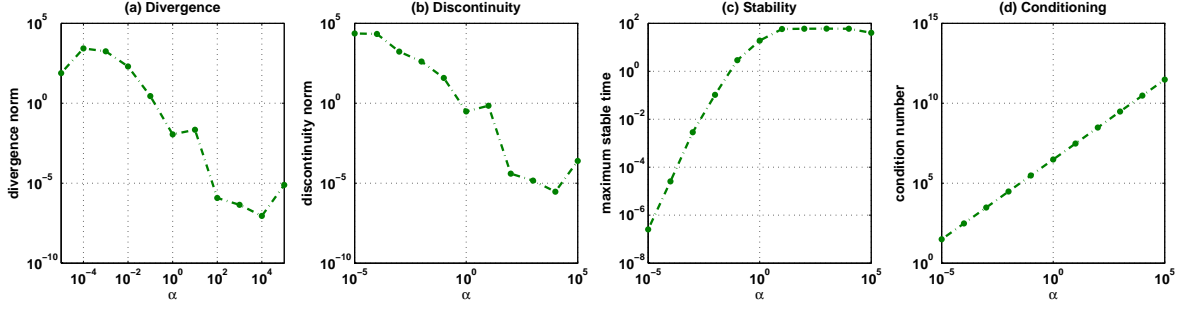 (a) Divergence
10^5
10^0
10^−5
10^−10
divergence norm
10^−4
10^−2
10^0
10^2
10^4
α
(b) Discontinuity
10^5
10^0
10^−5
10^−10
discontinuity norm
10^−5
10^0
10^5
α
(c) Stability
10^2
10^0
10^−2
10^−4
10^−6
10^−8
maximum stable time
10^−5
10^0
10^5
α
(d) Conditioning
10^15
10^10
10^5
10^0
condition number
10^−5
10^0
10^5
α